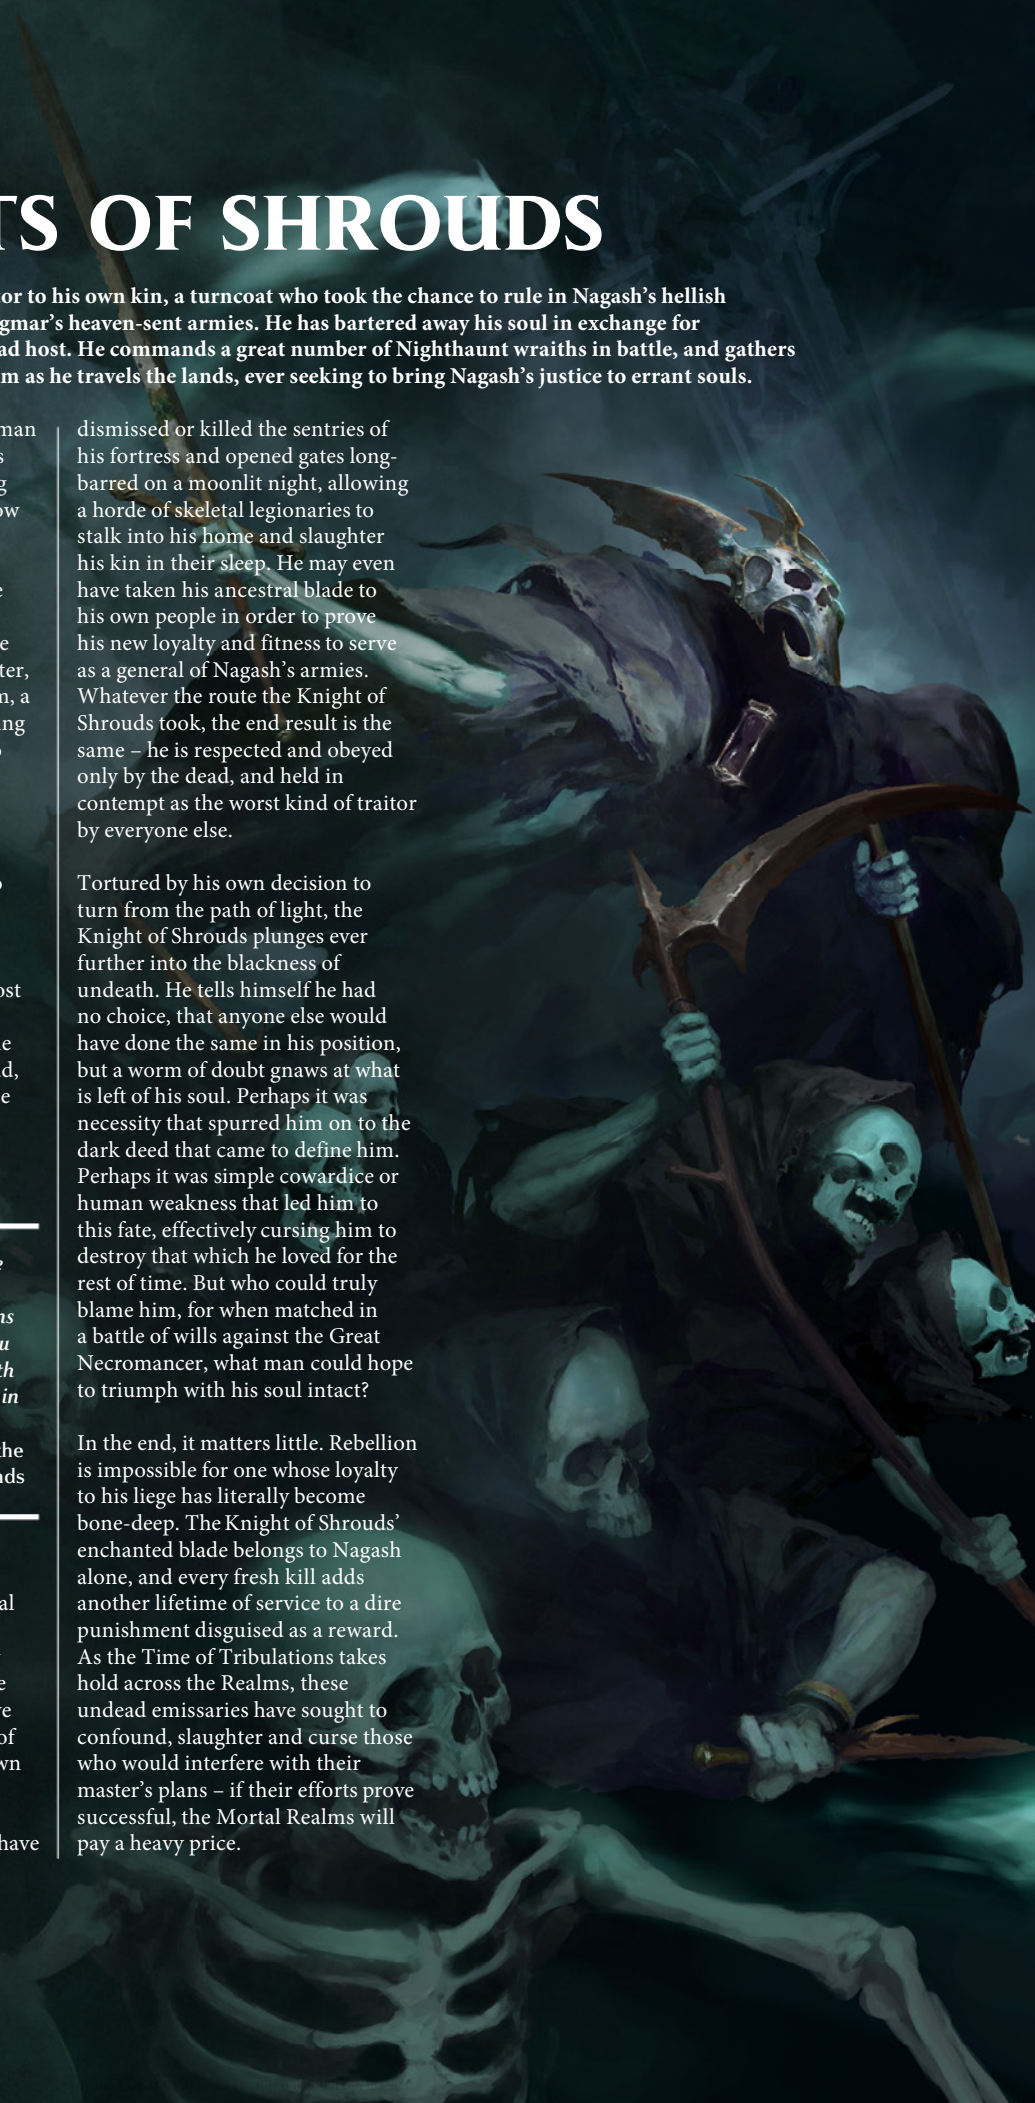 TS OF SHROUDS
tor to his own kin, a turncoat who took the chance to rule in Nagash's hellish
gmar's heaven-sent armies. He has bartered away his soul in exchange for
ad host. He commands a great number of Nighthaunt wraiths in battle, and gathers
m as he travels the lands, ever seeking to bring Nagash's justice to errant souls.
man
s
g
ow
e
e
ter,
n, a
ing
o
o
ost
e
d,
e
e
ns
u
th
in
the
nds
al
e
e
of
wn
have
dismissed or killed the sentries of
his fortress and opened gates long-
barred on a moonlit night, allowing
a horde of skeletal legionaries to
stalk into his home and slaughter
his kin in their sleep. He may even
have taken his ancestral blade to
his own people in order to prove
his new loyalty and fitness to serve
as a general of Nagash's armies.
Whatever the route the Knight of
Shrouds took, the end result is the
same – he is respected and obeyed
only by the dead, and held in
contempt as the worst kind of traitor
by everyone else.
Tortured by his own decision to
turn from the path of light, the
Knight of Shrouds plunges ever
further into the blackness of
undeath. He tells himself he had
no choice, that anyone else would
have done the same in his position,
but a worm of doubt gnaws at what
is left of his soul. Perhaps it was
necessity that spurred him on to the
dark deed that came to define him.
Perhaps it was simple cowardice or
human weakness that led him to
this fate, effectively cursing him to
destroy that which he loved for the
rest of time. But who could truly
blame him, for when matched in
a battle of wills against the Great
Necromancer, what man could hope
to triumph with his soul intact?
In the end, it matters little. Rebellion
is impossible for one whose loyalty
to his liege has literally become
bone-deep. The Knight of Shrouds'
enchanted blade belongs to Nagash
alone, and every fresh kill adds
another lifetime of service to a dire
punishment disguised as a reward.
As the Time of Tribulations takes
hold across the Realms, these
undead emissaries have sought to
confound, slaughter and curse those
who would interfere with their
master's plans – if their efforts prove
successful, the Mortal Realms will
pay a heavy price.